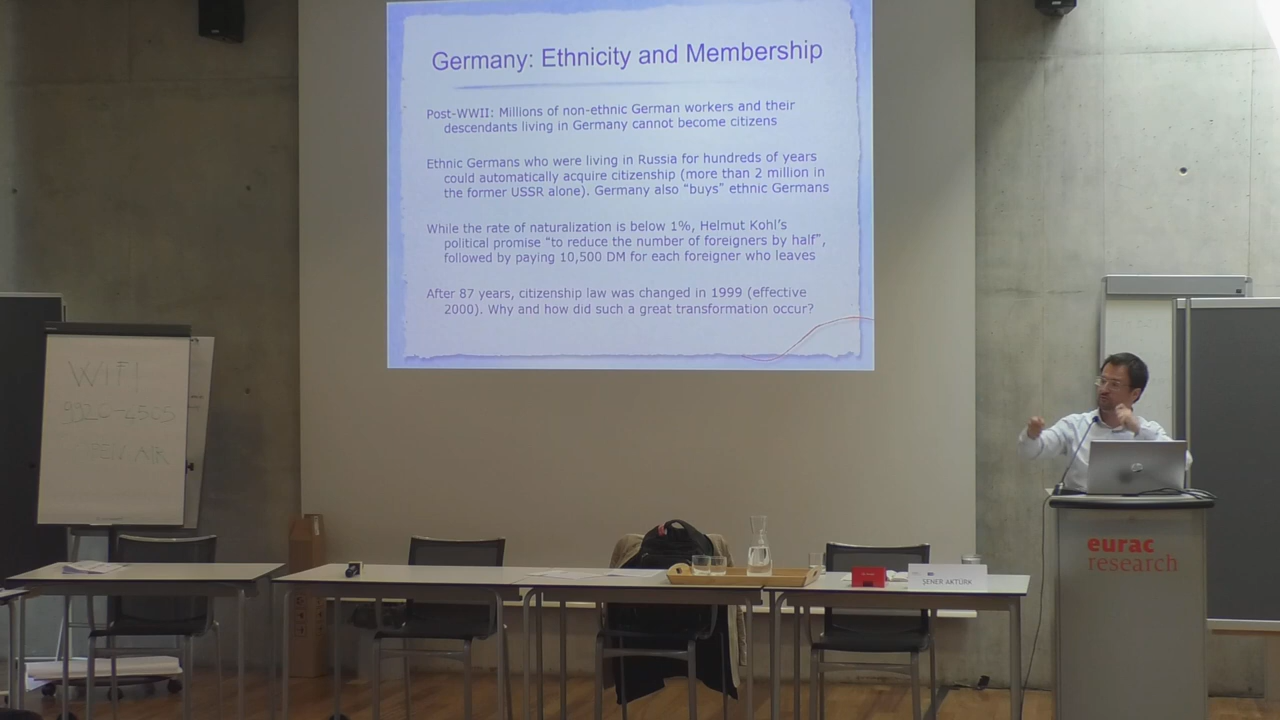 Germany: Ethnicity and Membership
Post-WWII: Millions of non-ethnic German workers and their
descendants living in Germany cannot become citizens
Ethnic Germans who were living in Russia for hundreds of years
could automatically acquire citizenship (more than 2 million in
the former USSR alone). Germany also “buys” ethnic Germans
While the rate of naturalization is below 1%, Helmut Kohl’s
political promise “to reduce the number of foreigners by half”,
followed by paying 10,500 DM for each foreigner who leaves
After 87 years, citizenship law was changed in 1999 (effective
2000). Why and how did such a great transformation occur?
WIFI
9920-4505
AIR
hp
eurac
research
ŞENER AKTÜRK